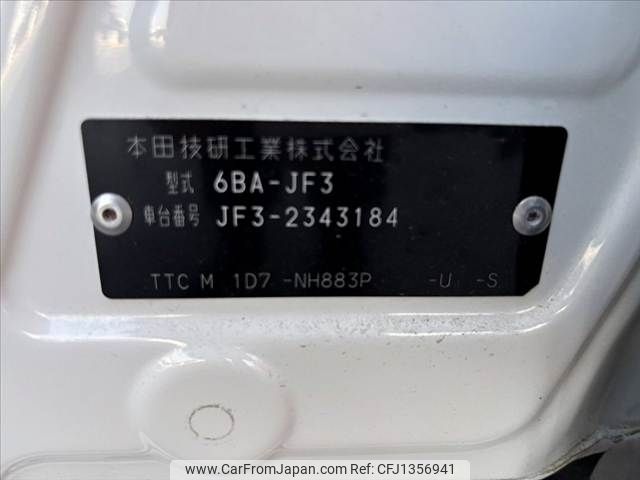 本田技研工業株式会社
型式 6BA-JF3
車台番号 JF3-2343184
TTC M 1D7 -NH883P -U -S
www.CarFromJapan.com - CFJ1356941